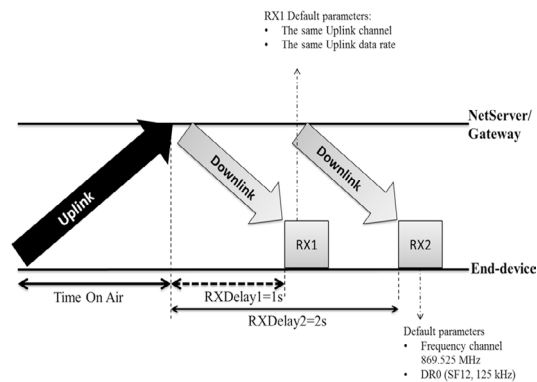 RX1 Default parameters:
• The same Uplink channel
• The same Uplink data rate
NetServer/
Gateway
Uplink
Downlink
Downlink
RX1
RX2
End-device
Time On Air
RXDelay1=1s
RXDelay2=2s
Default parameters
• Frequency channel
869.525 MHz
• DR0 (SF12, 125 kHz)